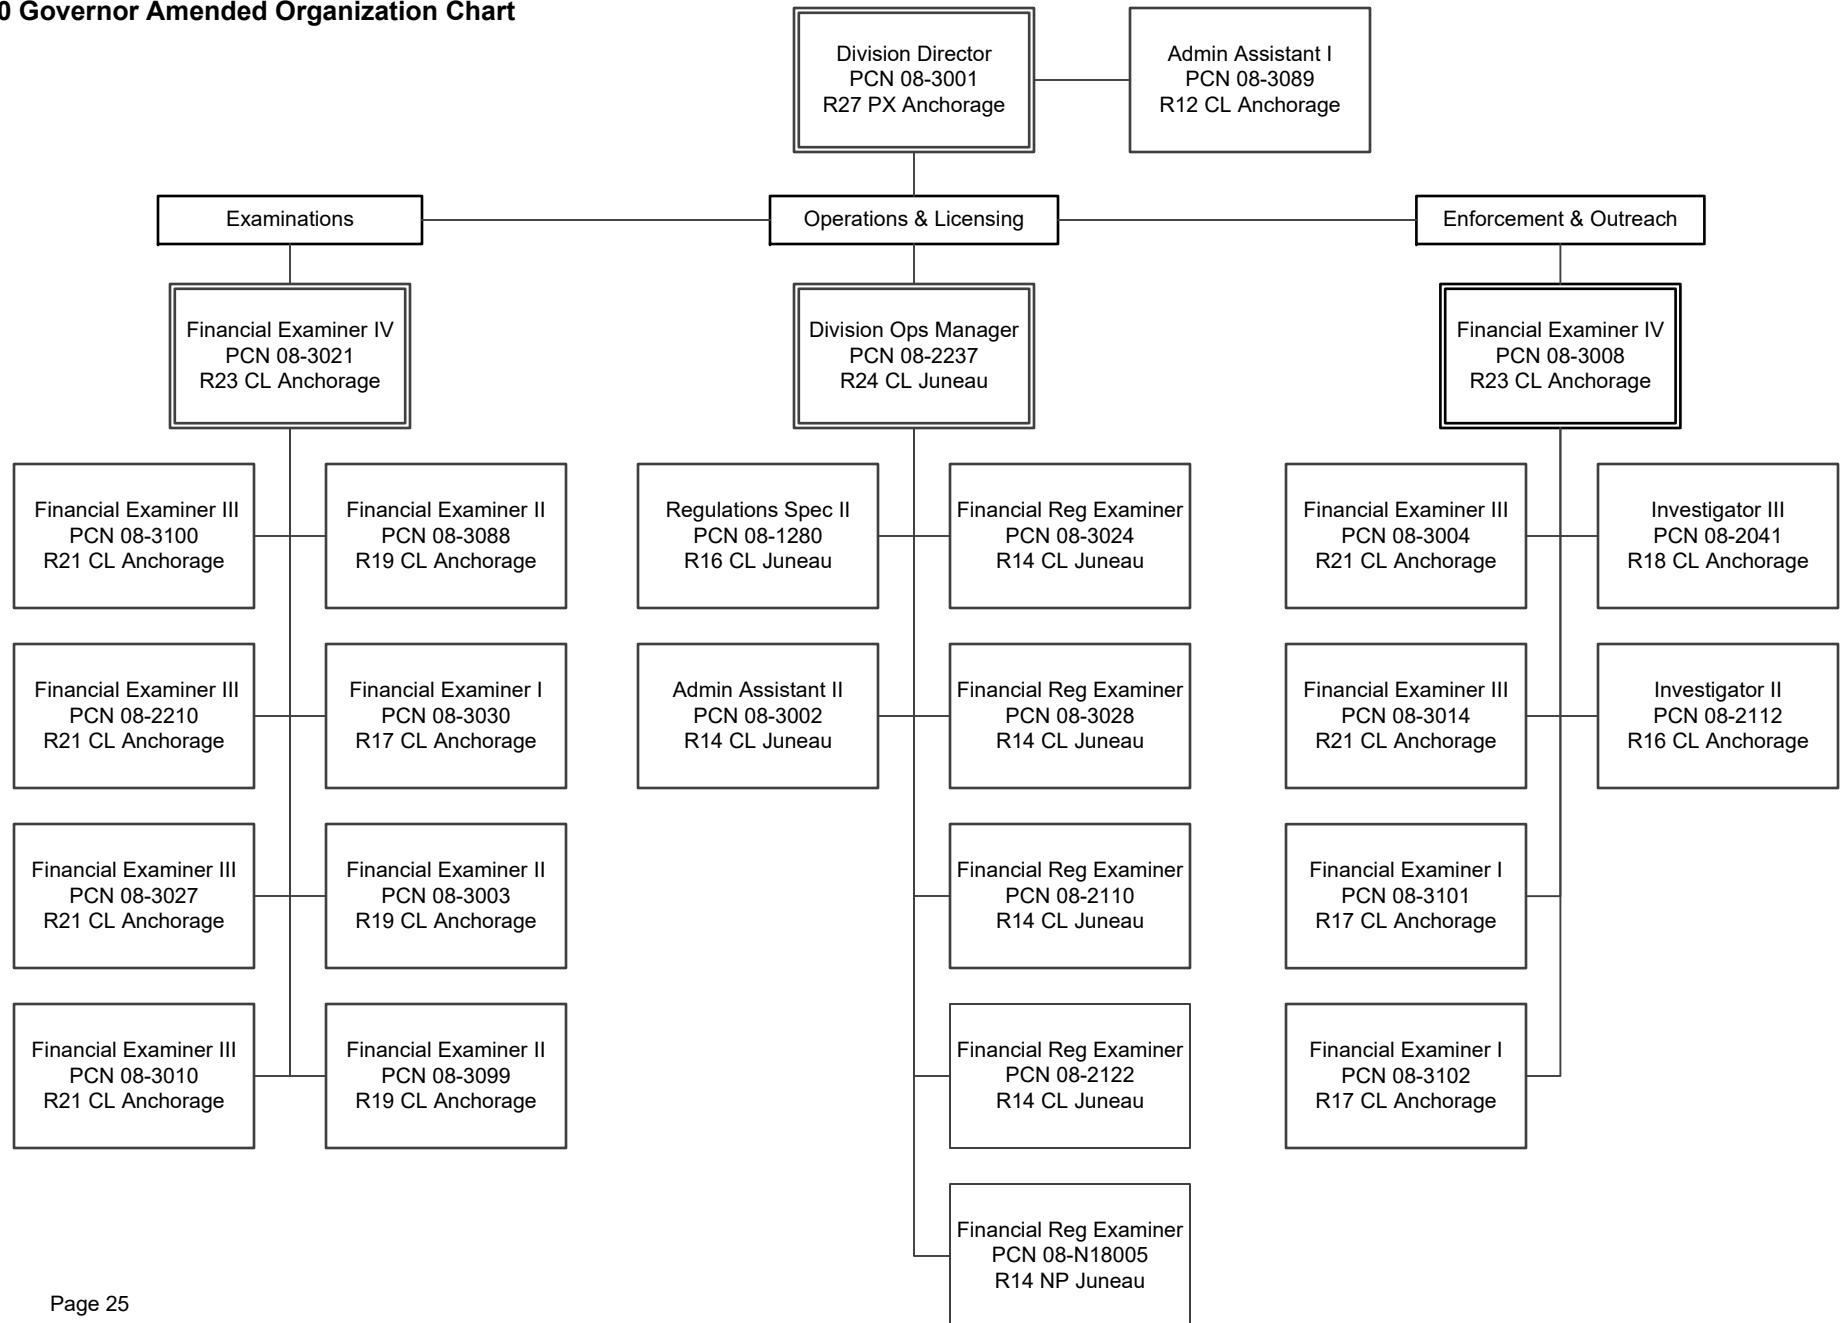 0 Governor Amended Organization Chart
Division Director
PCN 08-3001
R27 PX Anchorage
Admin Assistant I
PCN 08-3089
R12 CL Anchorage
Examinations
Operations & Licensing
Enforcement & Outreach
Financial Examiner IV
PCN 08-3021
R23 CL Anchorage
Division Ops Manager
PCN 08-2237
R24 CL Juneau
Financial Examiner IV
PCN 08-3008
R23 CL Anchorage
Financial Examiner III
PCN 08-3100
R21 CL Anchorage
Financial Examiner II
PCN 08-3088
R19 CL Anchorage
Regulations Spec II
PCN 08-1280
R16 CL Juneau
Financial Reg Examiner
PCN 08-3024
R14 CL Juneau
Financial Examiner III
PCN 08-3004
R21 CL Anchorage
Investigator III
PCN 08-2041
R18 CL Anchorage
Financial Examiner III
PCN 08-2210
R21 CL Anchorage
Financial Examiner I
PCN 08-3030
R17 CL Anchorage
Admin Assistant II
PCN 08-3002
R14 CL Juneau
Financial Reg Examiner
PCN 08-3028
R14 CL Juneau
Financial Examiner III
PCN 08-3014
R21 CL Anchorage
Investigator II
PCN 08-2112
R16 CL Anchorage
Financial Examiner III
PCN 08-3027
R21 CL Anchorage
Financial Examiner II
PCN 08-3003
R19 CL Anchorage
Financial Reg Examiner
PCN 08-2110
R14 CL Juneau
Financial Examiner I
PCN 08-3101
R17 CL Anchorage
Financial Examiner III
PCN 08-3010
R21 CL Anchorage
Financial Examiner II
PCN 08-3099
R19 CL Anchorage
Financial Reg Examiner
PCN 08-2122
R14 CL Juneau
Financial Examiner I
PCN 08-3102
R17 CL Anchorage
Financial Reg Examiner
PCN 08-N18005
R14 NP Juneau
Page 25